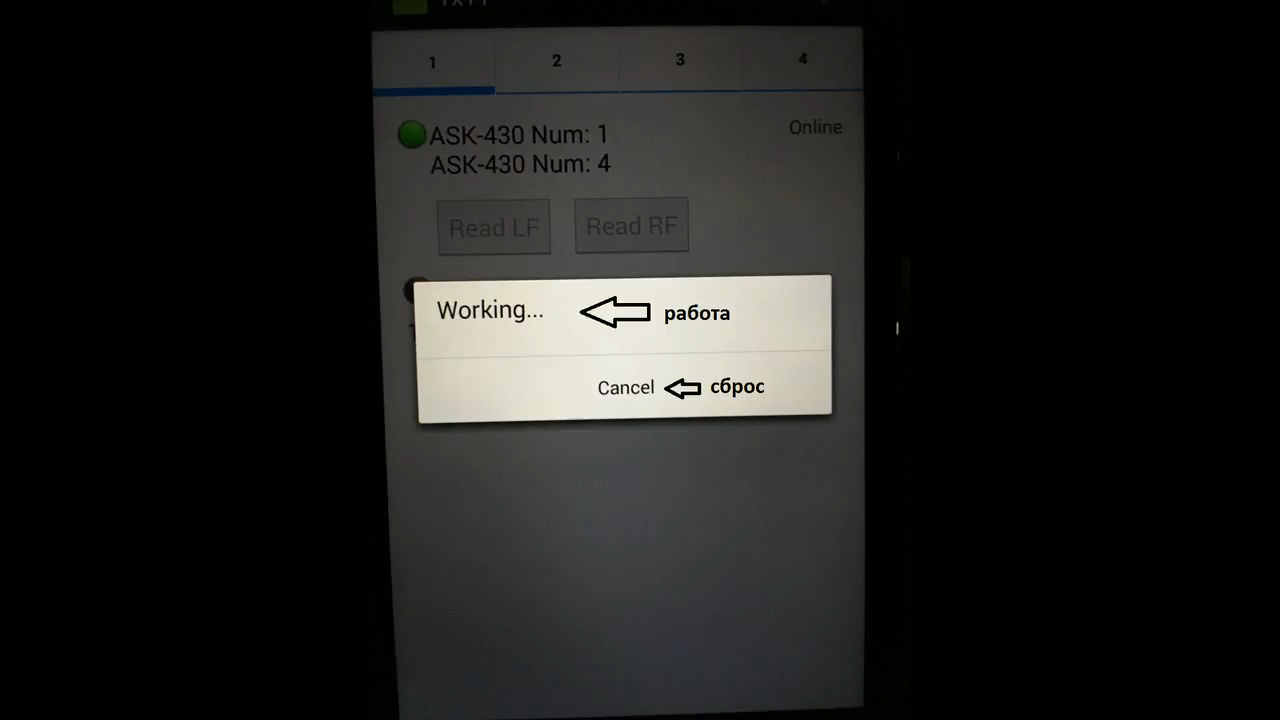 1 2 3 4
ASK-430 Num: 1 Online
ASK-430 Num: 4
Read LF Read RF
Working... работа
Cancel сброс